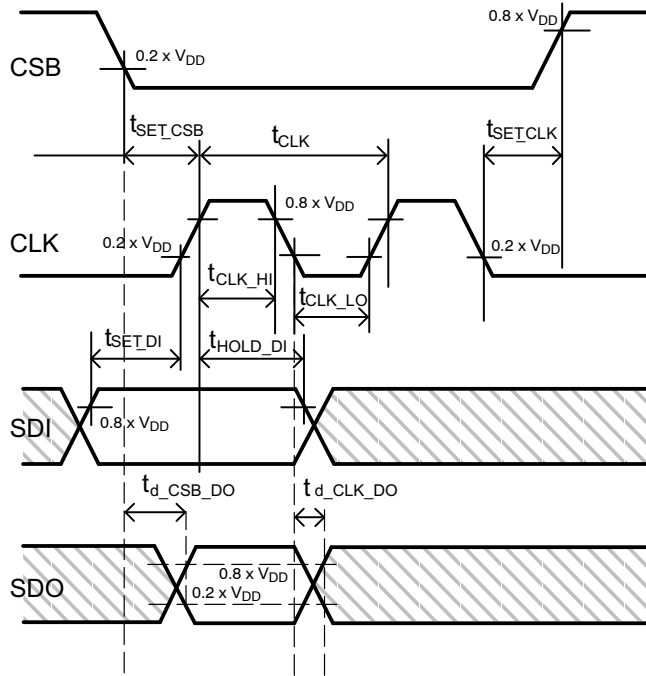 0.8 x VDD
0.2 x VDD
CSB
tSET_CSB
tCLK
tSET_CLK
0.8 x VDD
CLK
0.2 x VDD
0.2 x VDD
tCLK_HI
tCLK_LO
tSET_DI
tHOLD_DI
0.8 x VDD
SDI
td_CSB_DO
t d_CLK_DO
0.8 x VDD
SDO
0.2 x VDD